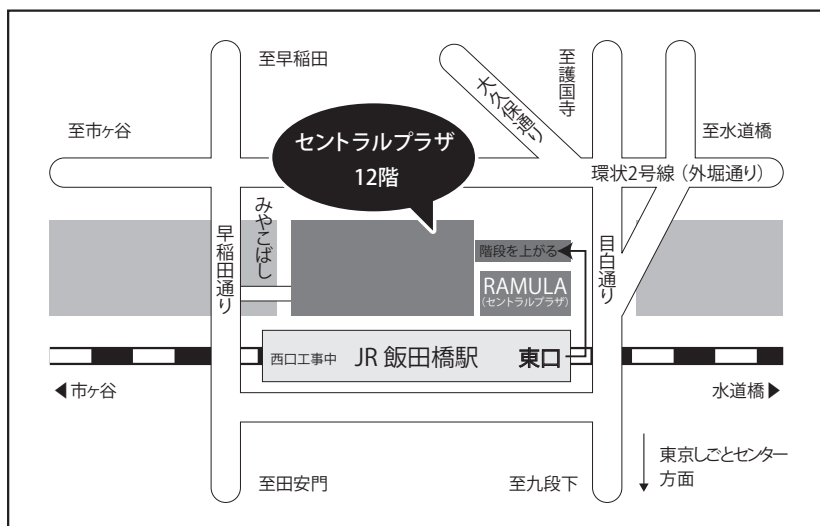 至早稲田
大久保通り
至護国寺
至市ケ谷
セントラルプラザ
12階
至水道橋
環状2号線（外堀通り）
みやこばし
早稲田通り
階段を上がる
目白通り
RAMULA
（セントラルプラザ）
西口工事中
JR 飯田橋駅
東口
◀市ケ谷
水道橋▶
東京しごとセンター
方面
至田安門
至九段下